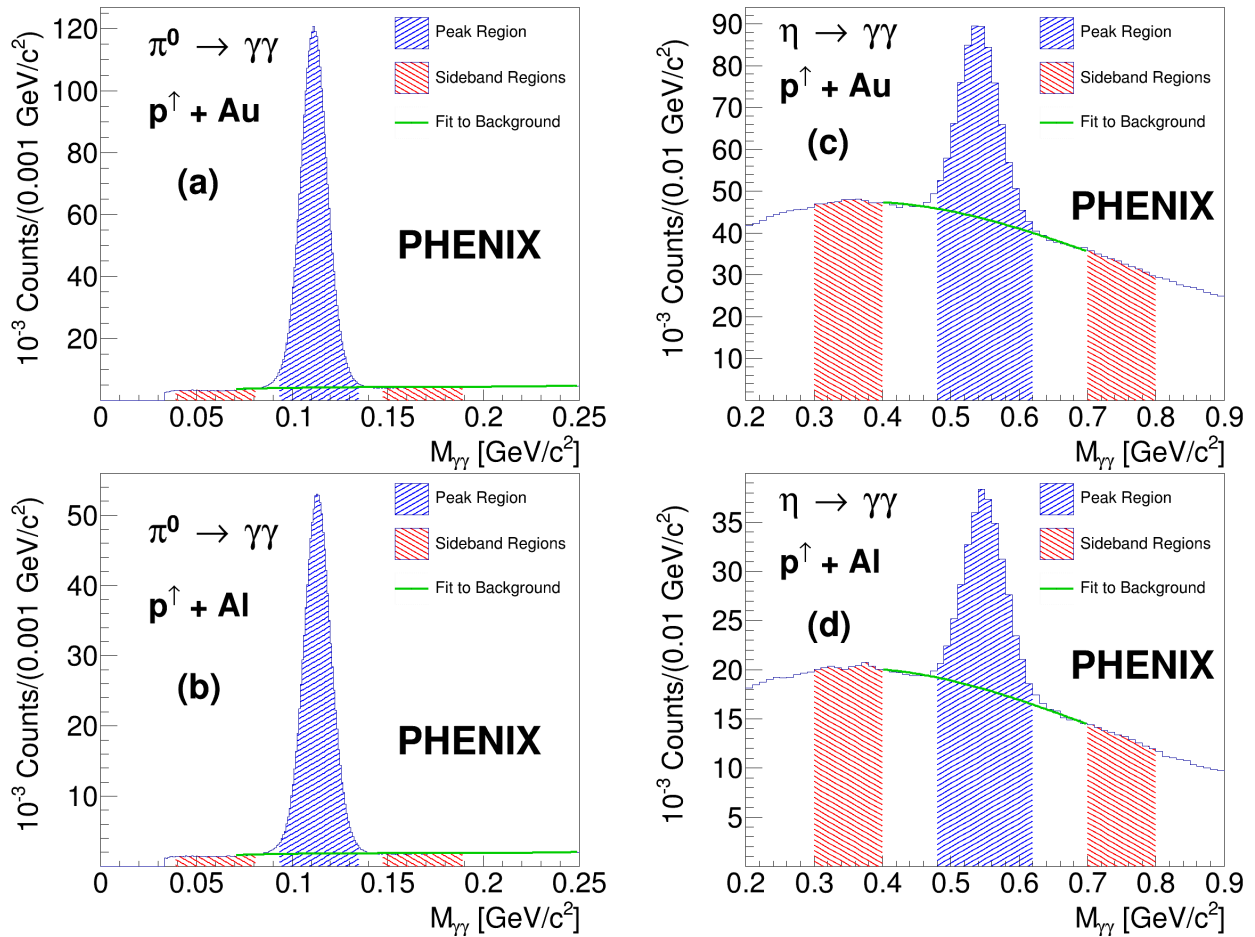 10⁻³ Counts/(0.001 GeV/c²)
120
100
80
60
40
20
π⁰ → γγ
p↑ + Au
(a)
PHENIX
Peak Region
Sideband Regions
Fit to Background
0 0.05 0.1 0.15 0.2 0.25
Mγγ [GeV/c²]
10⁻³ Counts/(0.01 GeV/c²)
90
80
70
60
50
40
30
20
10
η → γγ
p↑ + Au
(c)
PHENIX
Peak Region
Sideband Regions
Fit to Background
0.2 0.3 0.4 0.5 0.6 0.7 0.8 0.9
Mγγ [GeV/c²]
10⁻³ Counts/(0.001 GeV/c²)
50
40
30
20
10
π⁰ → γγ
p↑ + Al
(b)
PHENIX
Peak Region
Sideband Regions
Fit to Background
0 0.05 0.1 0.15 0.2 0.25
Mγγ [GeV/c²]
10⁻³ Counts/(0.01 GeV/c²)
35
30
25
20
15
10
5
η → γγ
p↑ + Al
(d)
PHENIX
Peak Region
Sideband Regions
Fit to Background
0.2 0.3 0.4 0.5 0.6 0.7 0.8 0.9
Mγγ [GeV/c²]